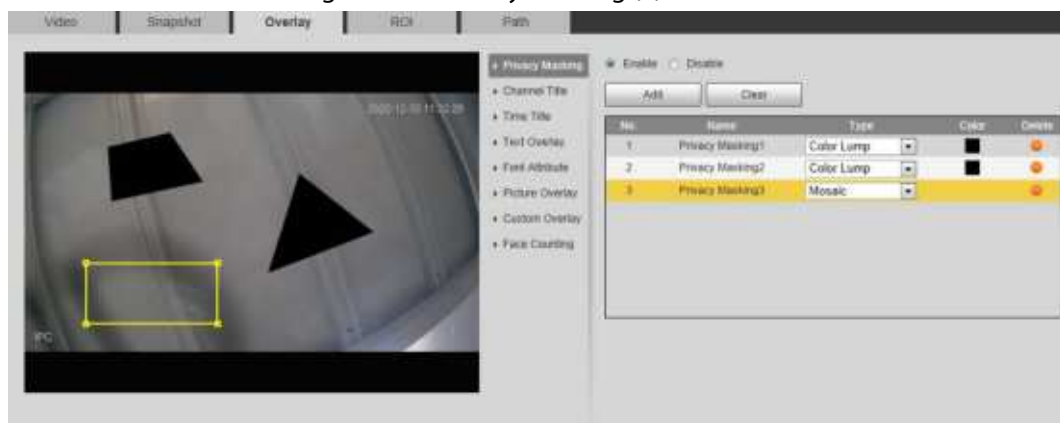 Video Snapshot Overlay ROI Path
Privacy Masking
Channel Title
Time Title
Text Overlay
Font Attribute
Picture Overlay
Custom Overlay
Face Counting
IPC
Enable Disable
Add Clear
No. Name Type Color Delete
1 Privacy Masking1 Color Lump
2 Privacy Masking2 Color Lump
3 Privacy Masking3 Mosaic